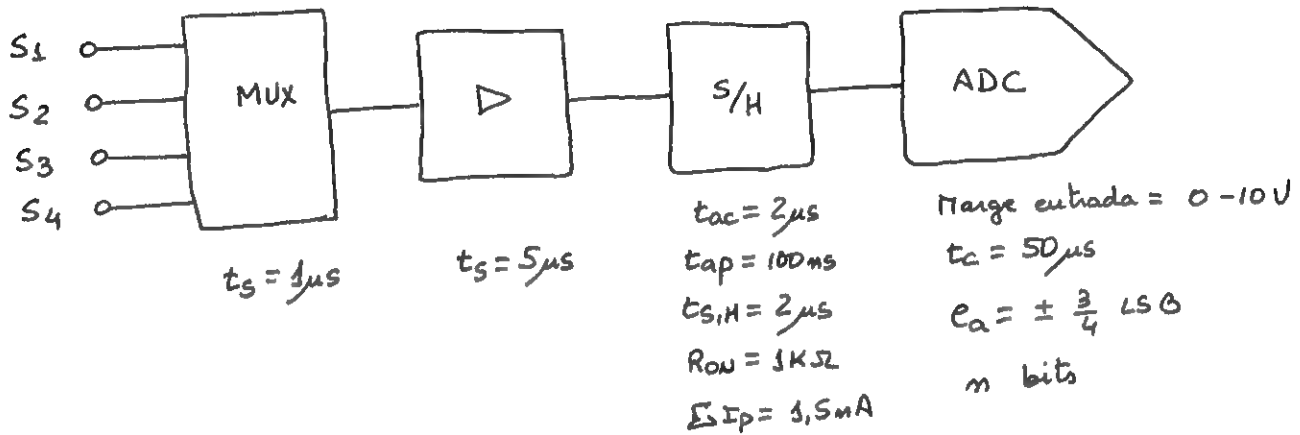 S1
S2
S3
S4
MUX
S/H
ADC
ts = 1μs
ts = 5μs
tac = 2μs
tap = 100ns
ts,H = 2μs
RON = 1KΩ
Σ Ip = 1,5nA
Marge entrada = 0-10V
tc = 50μs
ea = ± 3/4 LSB
n bits